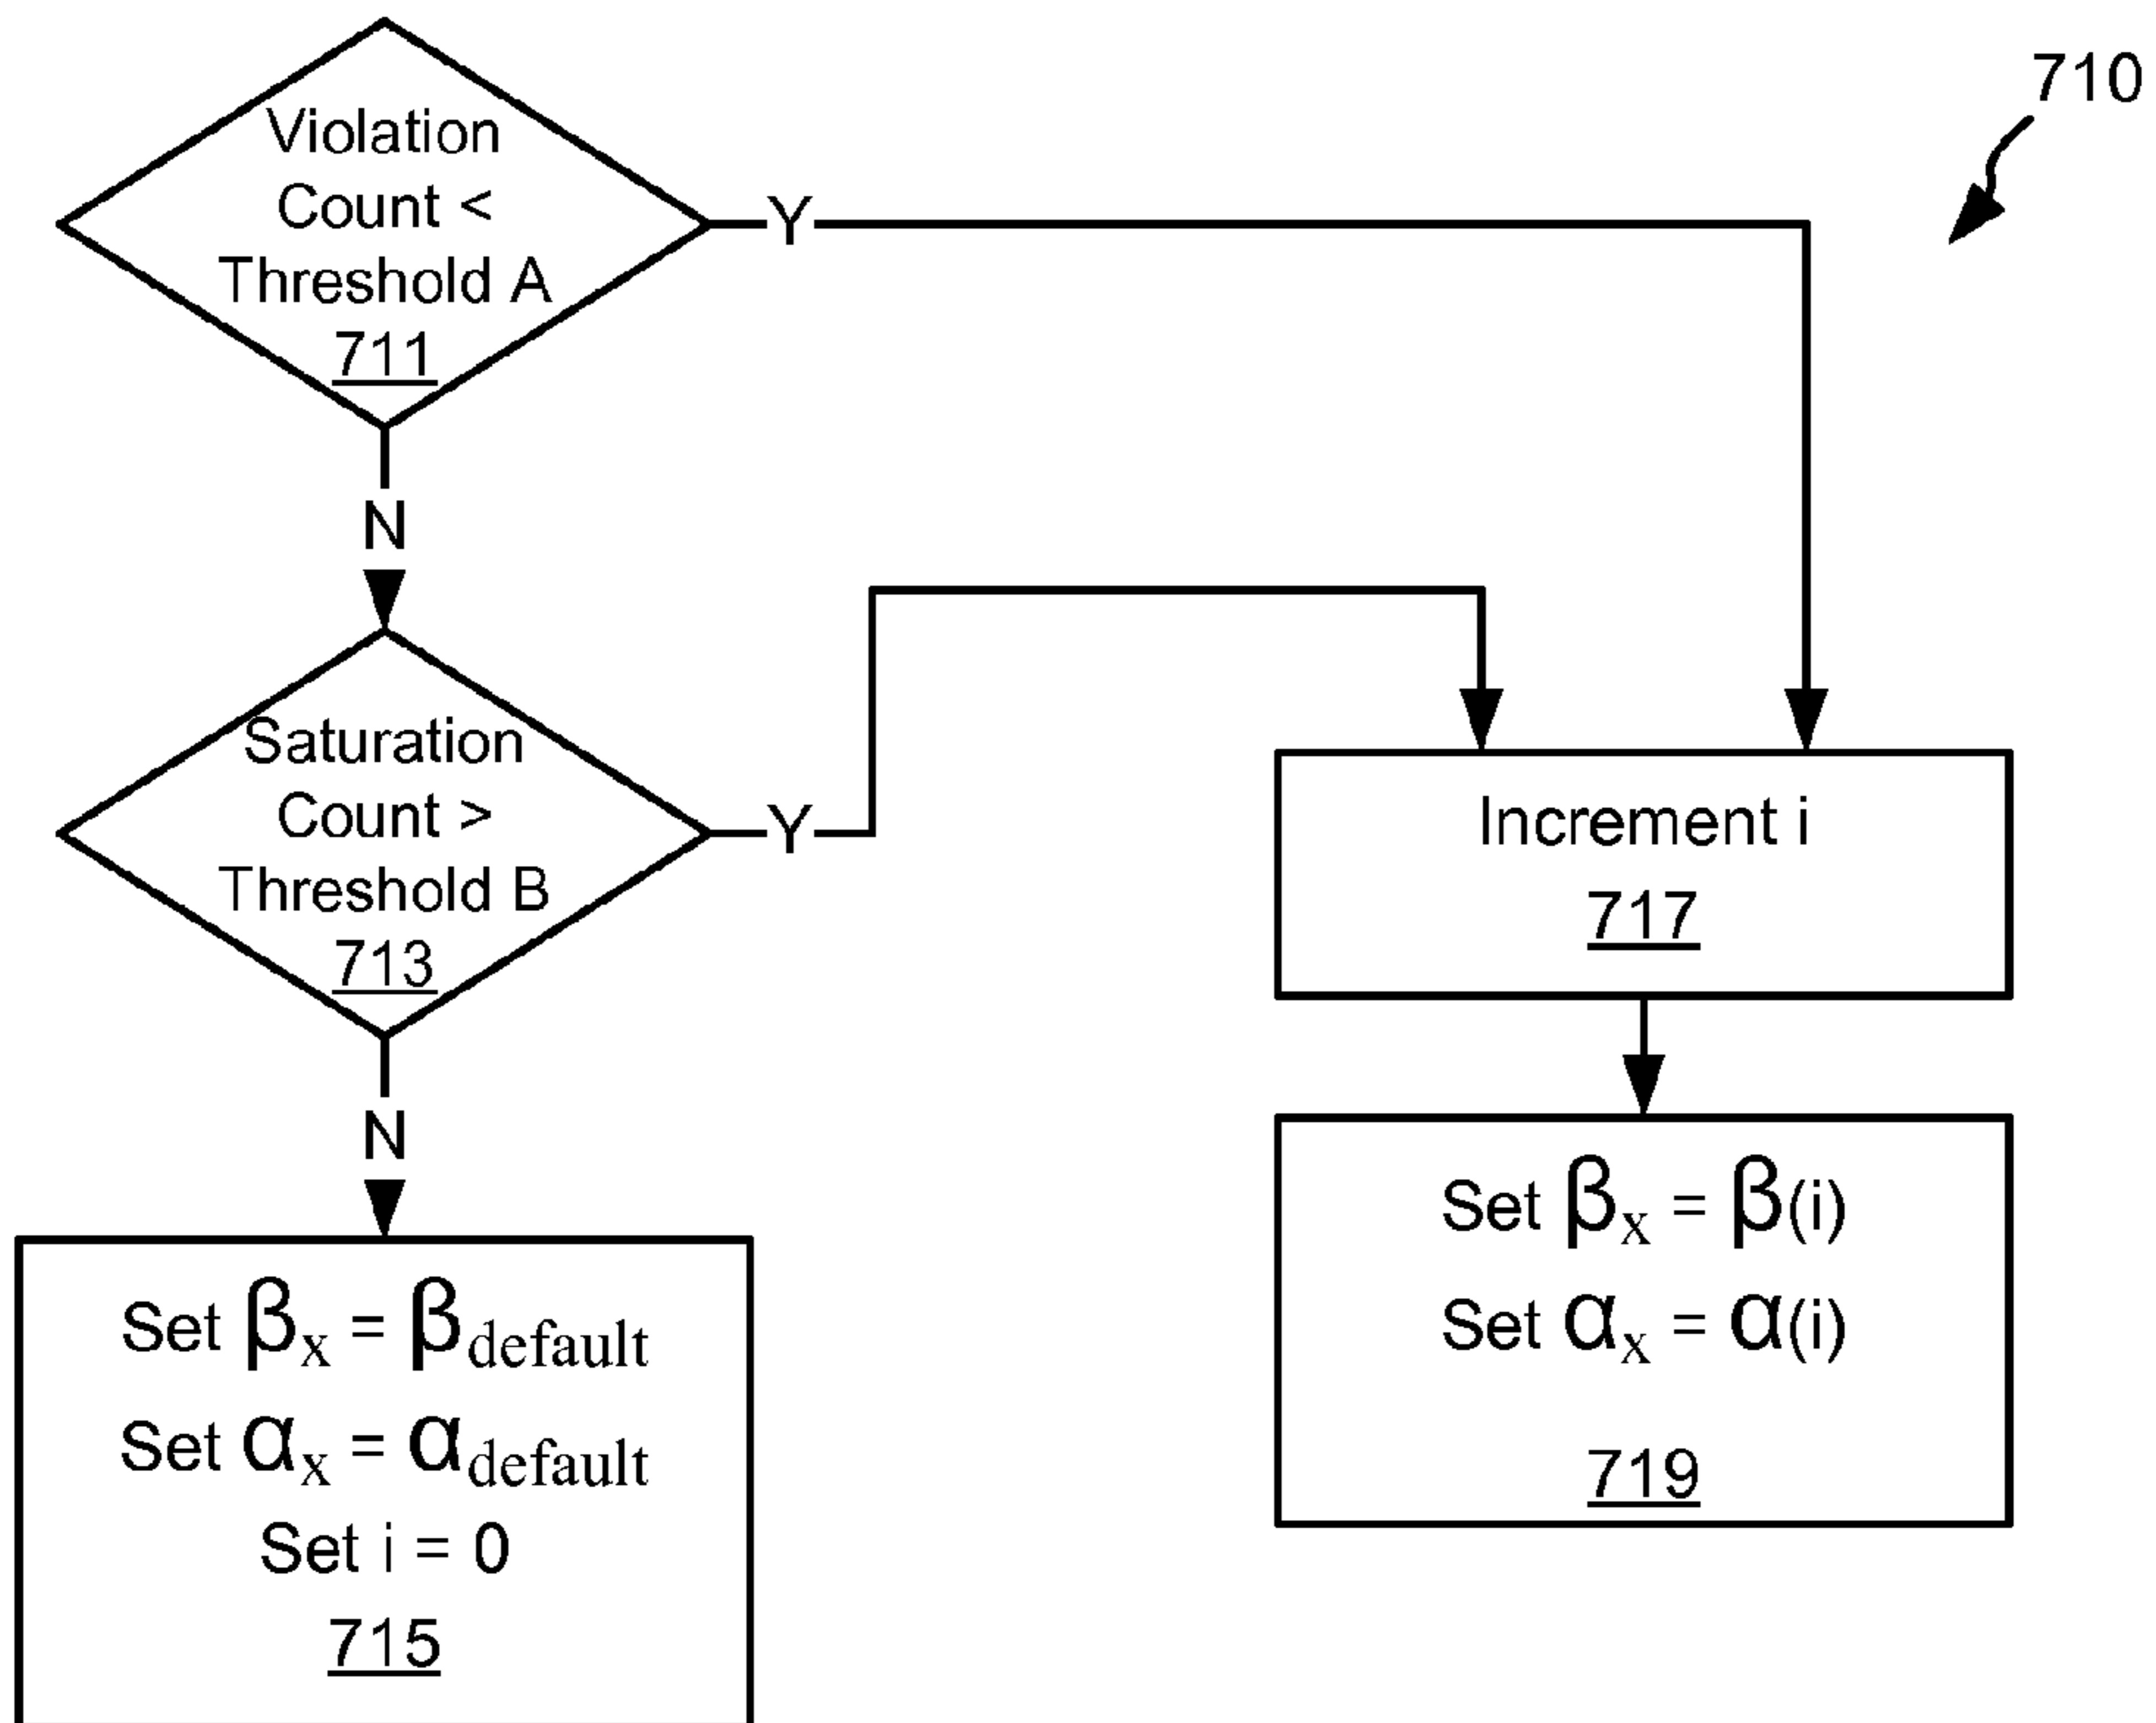 710
Violation
Count <
Threshold A
711
Y
N
Saturation
Count >
Threshold B
713
Y
N
Increment i
717
Set βx = β(i)
Set αx = α(i)
719
Set βx = βdefault
Set αx = αdefault
Set i = 0
715